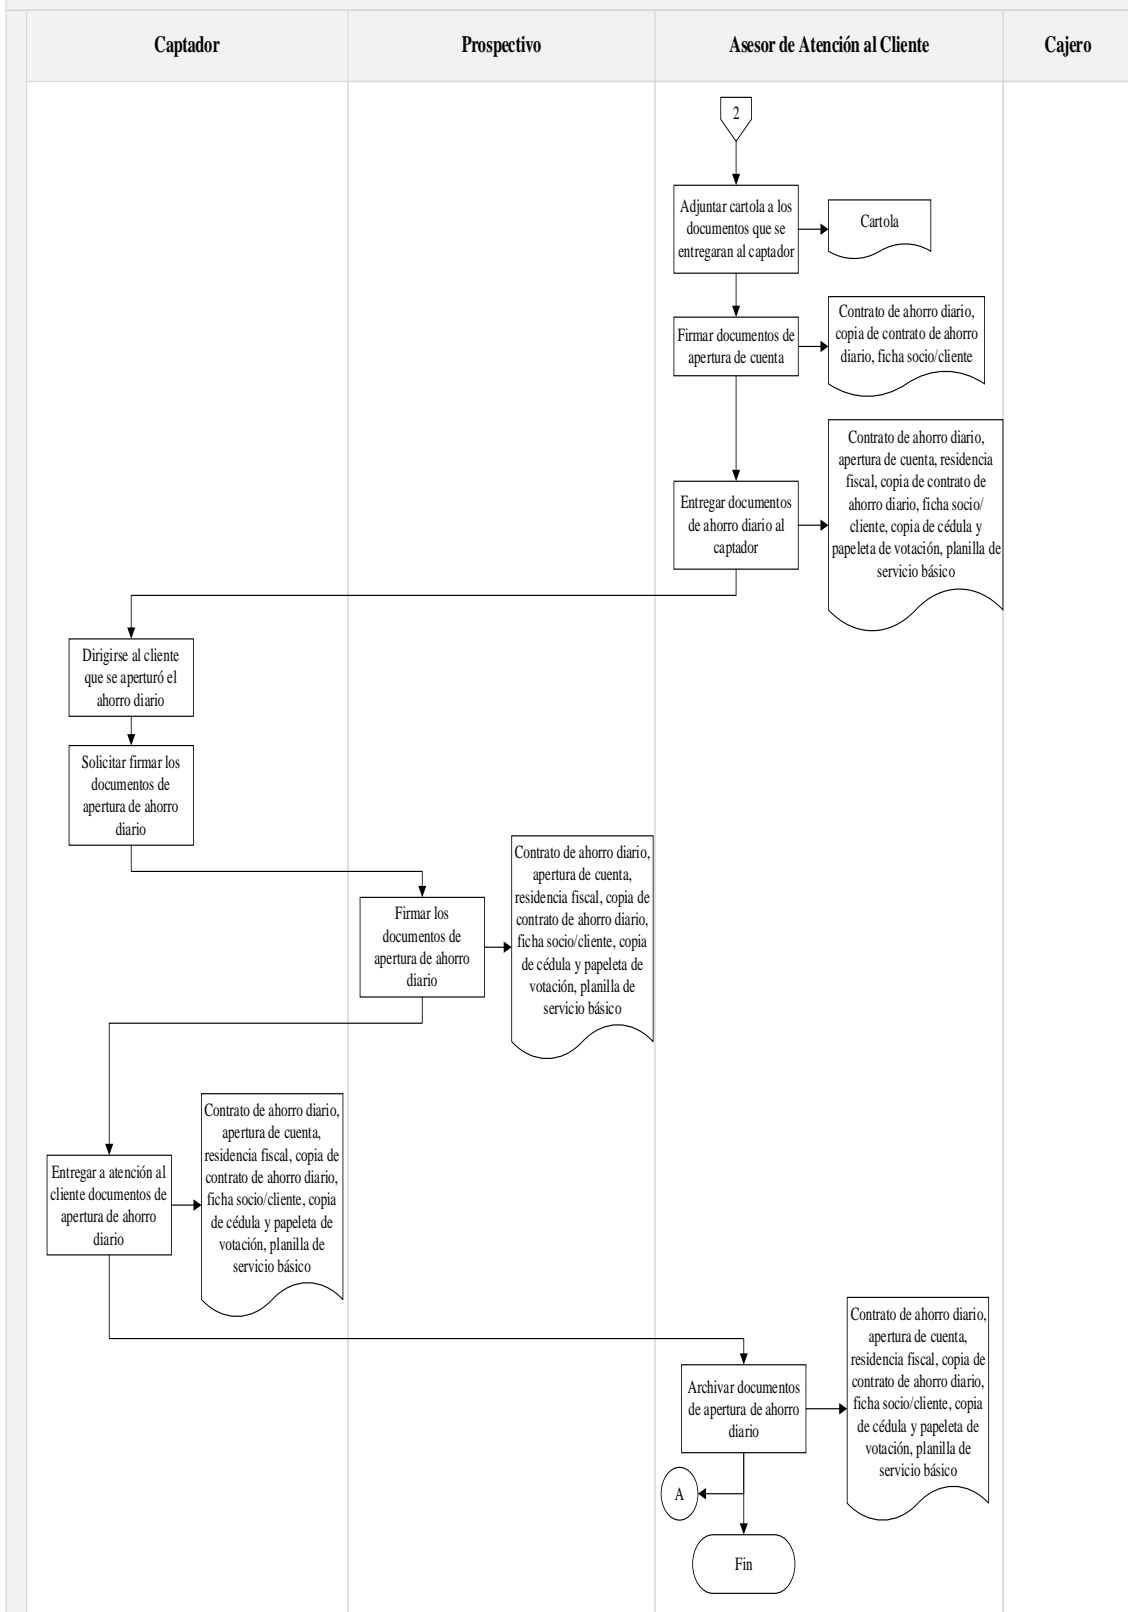 Captador
Prospectivo
Asesor de Atención al Cliente
Cajero
2
Adjuntar cartola a los
documentos que se
entregaran al captador
Cartola
Firmar documentos de
apertura de cuenta
Contrato de ahorro diario,
copia de contrato de ahorro
diario, ficha socio/cliente
Entregar documentos
de ahorro diario al
captador
Contrato de ahorro diario,
apertura de cuenta, residencia
fiscal, copia de contrato de
ahorro diario, ficha socio/
cliente, copia de cédula y
papeleta de votación, planilla de
servicio básico
Dirigirse al cliente
que se aperturó el
ahorro diario
Solicitar firmar los
documentos de
apertura de ahorro
diario
Firmar los
documentos de
apertura de ahorro
diario
Contrato de ahorro diario,
apertura de cuenta,
residencia fiscal, copia de
contrato de ahorro diario,
ficha socio/cliente, copia
de cédula y papeleta de
votación, planilla de
servicio básico
Entregar a atención al
cliente documentos de
apertura de ahorro
diario
Contrato de ahorro diario,
apertura de cuenta,
residencia fiscal, copia de
contrato de ahorro diario,
ficha socio/cliente, copia
de cédula y papeleta de
votación, planilla de
servicio básico
Archivar documentos
de apertura de ahorro
diario
Contrato de ahorro diario,
apertura de cuenta,
residencia fiscal, copia de
contrato de ahorro diario,
ficha socio/cliente, copia
de cédula y papeleta de
votación, planilla de
servicio básico
A
Fin